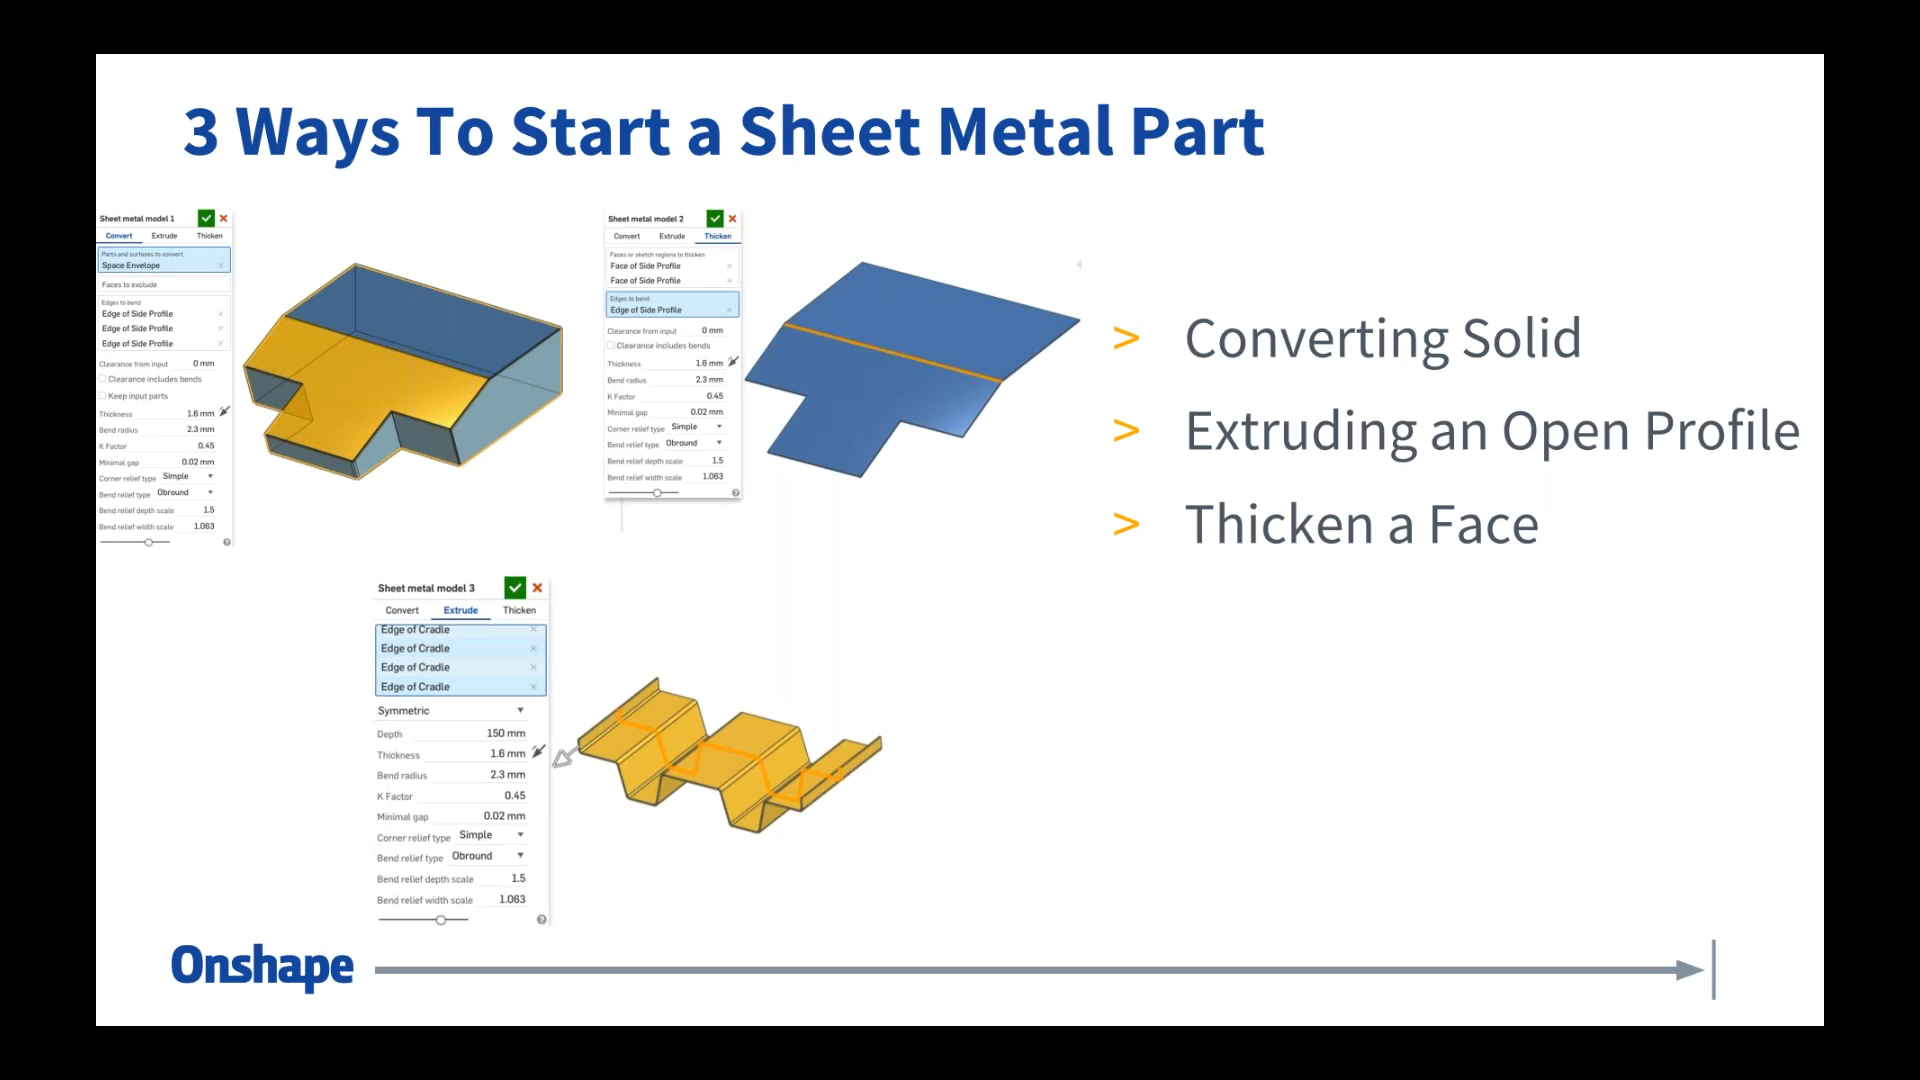 3 Ways To Start a Sheet Metal Part
Sheet metal model 1
Convert Extrude Thicken
Parts and surfaces to convert
Space Envelope
Faces to exclude
Edges to bend
Edge of Side Profile
Edge of Side Profile
Edge of Side Profile
Clearance from input 0 mm
Clearance includes bends
Keep input parts
Thickness 1.6 mm
Bend radius 2.3 mm
K Factor 0.45
Minimal gap 0.02 mm
Corner relief type Simple
Bend relief type Obround
Bend relief depth scale 1.5
Bend relief width scale 1.063
Sheet metal model 2
Convert Extrude Thicken
Faces or sketch regions to thicken
Face of Side Profile
Face of Side Profile
Edges to bend
Edge of Side Profile
Clearance from input 0 mm
Clearance includes bends
Thickness 1.6 mm
Bend radius 2.3 mm
K Factor 0.45
Minimal gap 0.02 mm
Corner relief type Simple
Bend relief type Obround
Bend relief depth scale 1.5
Bend relief width scale 1.063
> Converting Solid
> Extruding an Open Profile
> Thicken a Face
Sheet metal model 3
Convert Extrude Thicken
Edge of Cradle
Edge of Cradle
Edge of Cradle
Edge of Cradle
Symmetric
Depth 150 mm
Thickness 1.6 mm
Bend radius 2.3 mm
K Factor 0.45
Minimal gap 0.02 mm
Corner relief type Simple
Bend relief type Obround
Bend relief depth scale 1.5
Bend relief width scale 1.063
Onshape